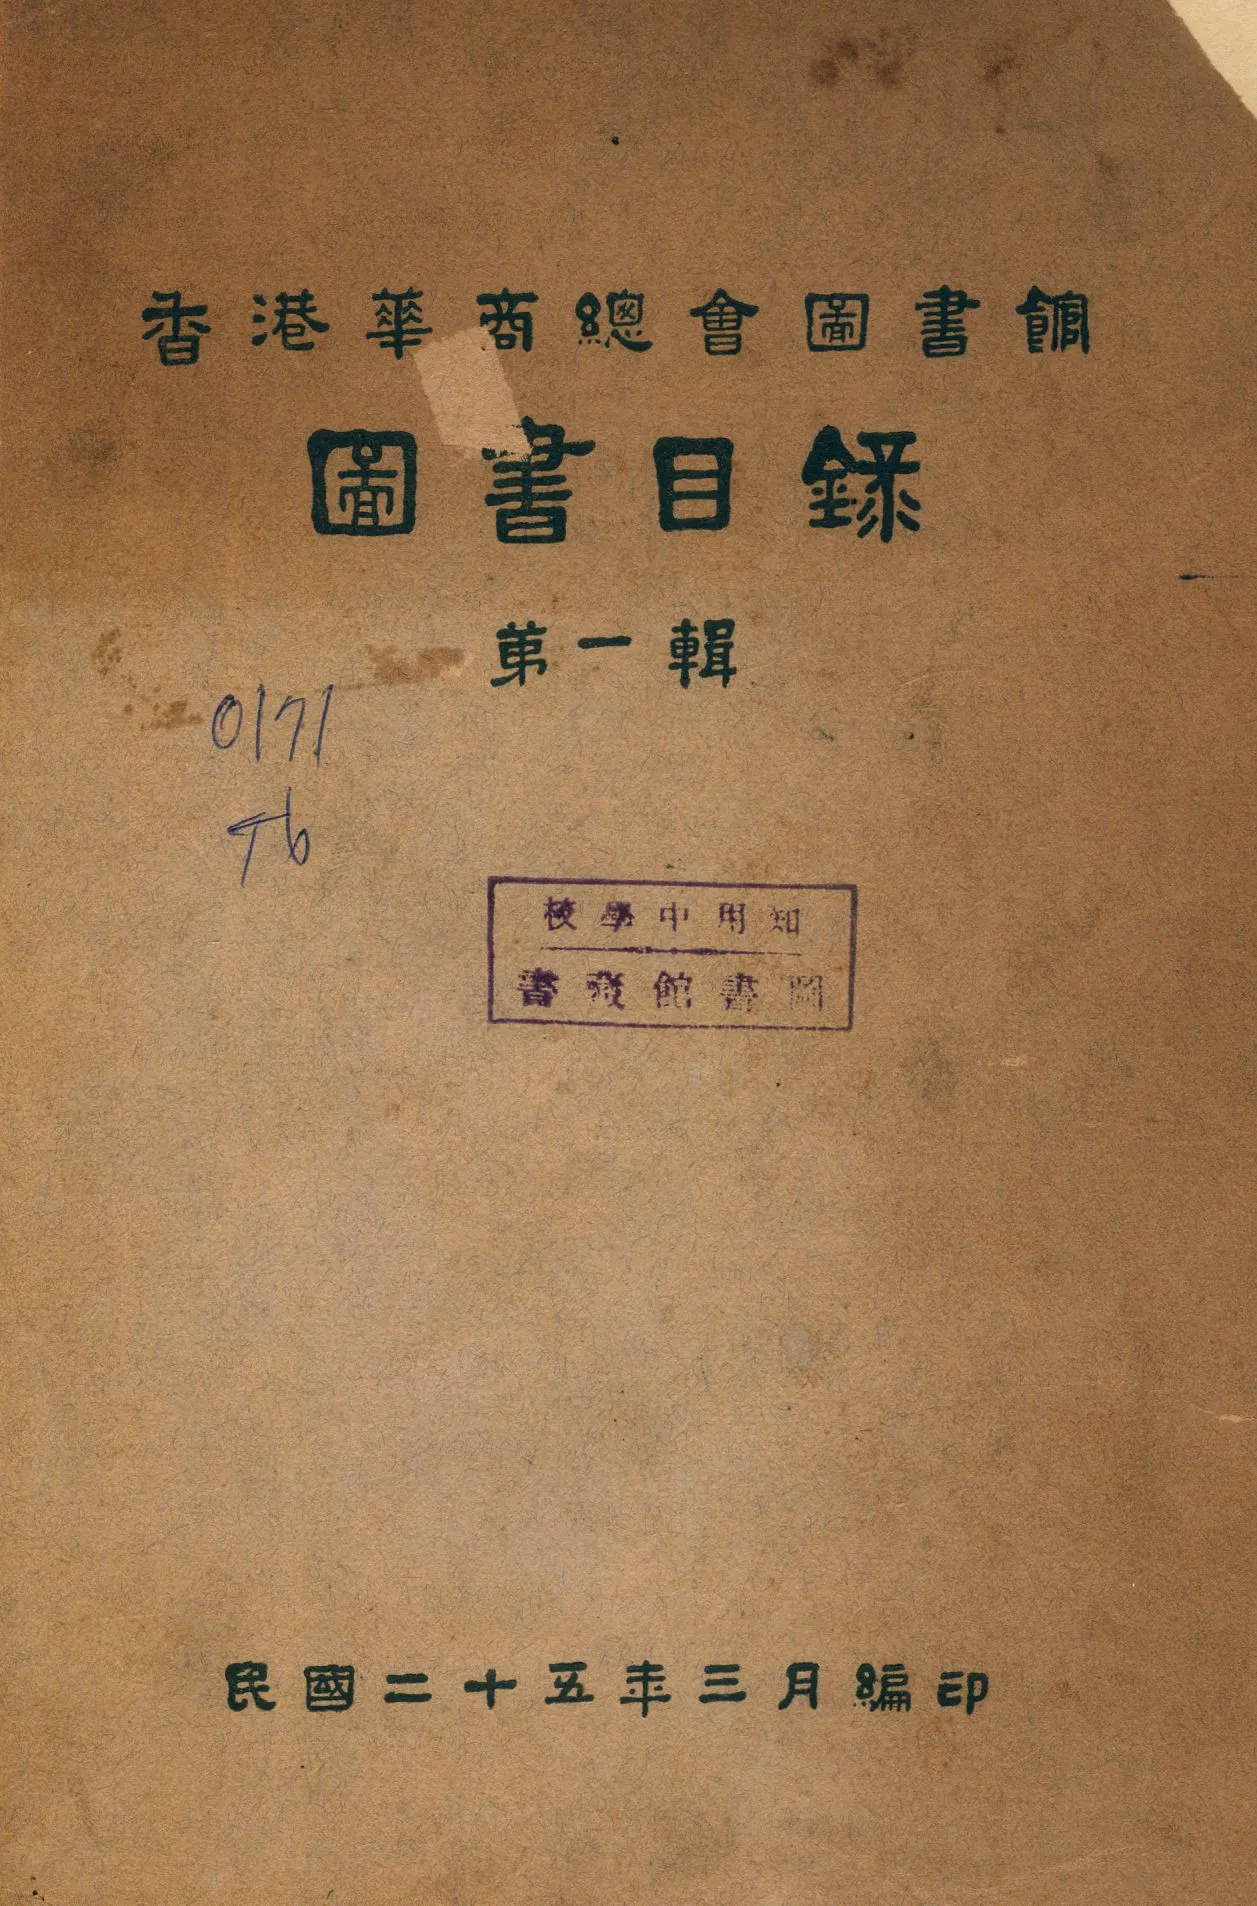 香港華商總會圖書館
圖書目錄
第一輯
0171
76
校學中用知
書藏館書圖
民國二十五年三月編印